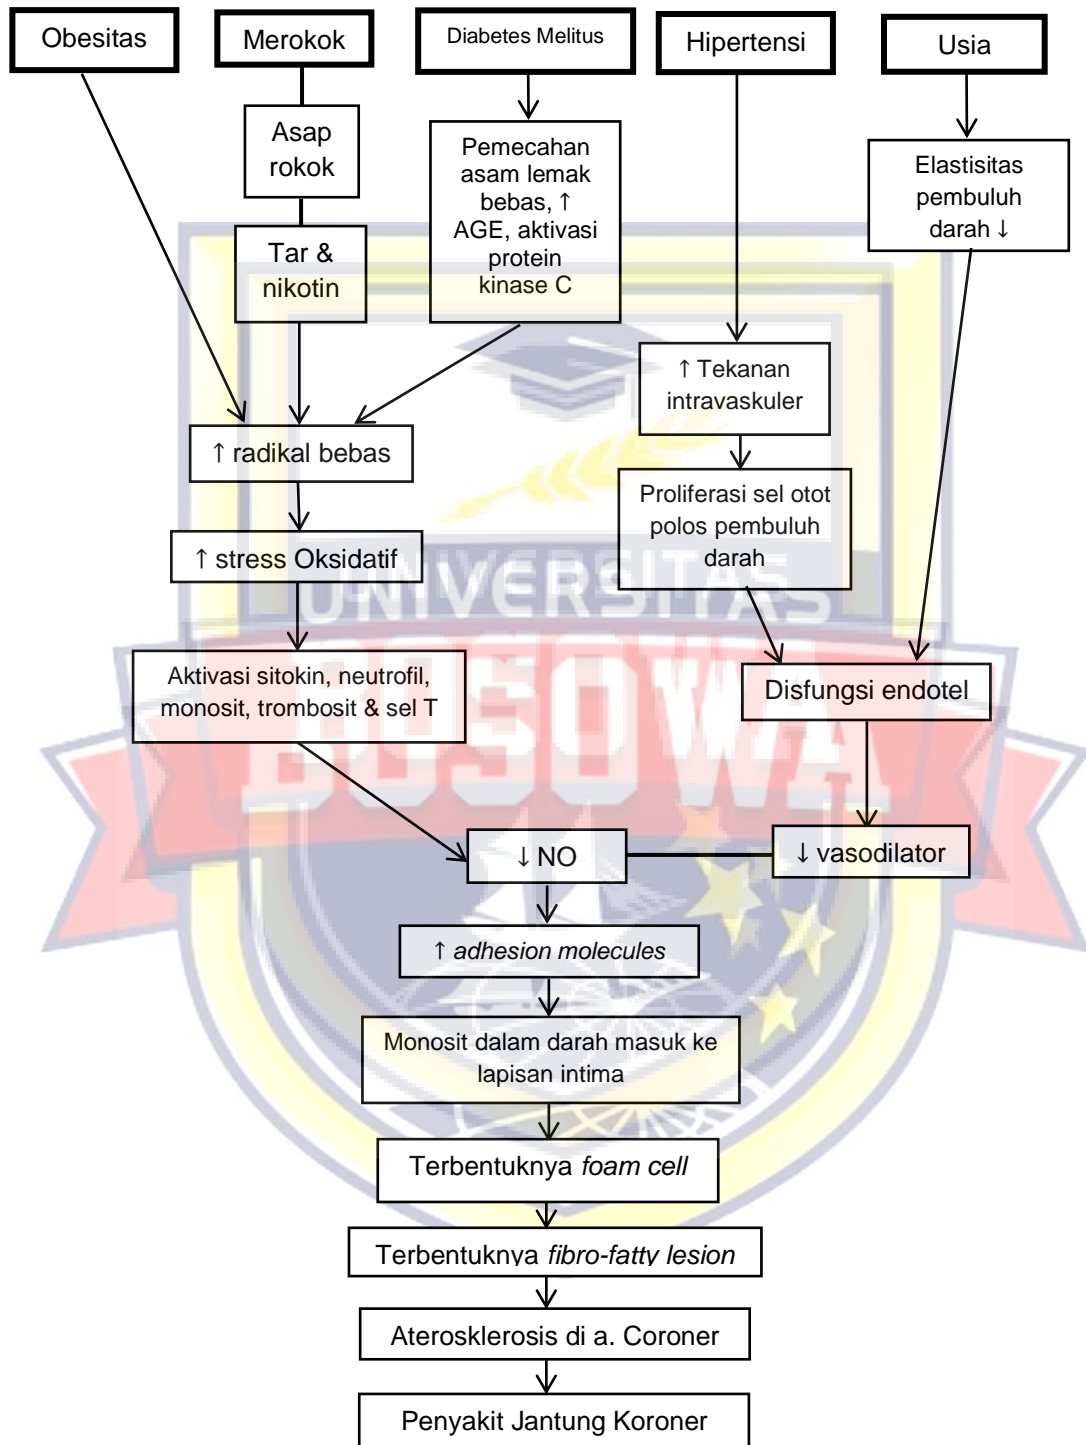 Obesitas
Merokok
Diabetes Melitus
Hipertensi
Usia
Asap
rokok
Pemecahan
asam lemak
bebas, ↑
AGE, aktivasi
protein
kinase C
Elastisitas
pembuluh
darah ↓
Tar &
nikotin
↑ Tekanan
intravaskuler
↑ radikal bebas
Proliferasi sel otot
polos pembuluh
darah
↑ stress Oksidatif
UNIVERSITAS
BOSOWA
Aktivasi sitokin, neutrofil,
monosit, trombosit & sel T
Disfungsi endotel
↓ NO
↓ vasodilator
↑ adhesion molecules
Monosit dalam darah masuk ke
lapisan intima
Terbentuknya foam cell
Terbentuknya fibro-fatty lesion
Aterosklerosis di a. Coroner
Penyakit Jantung Koroner